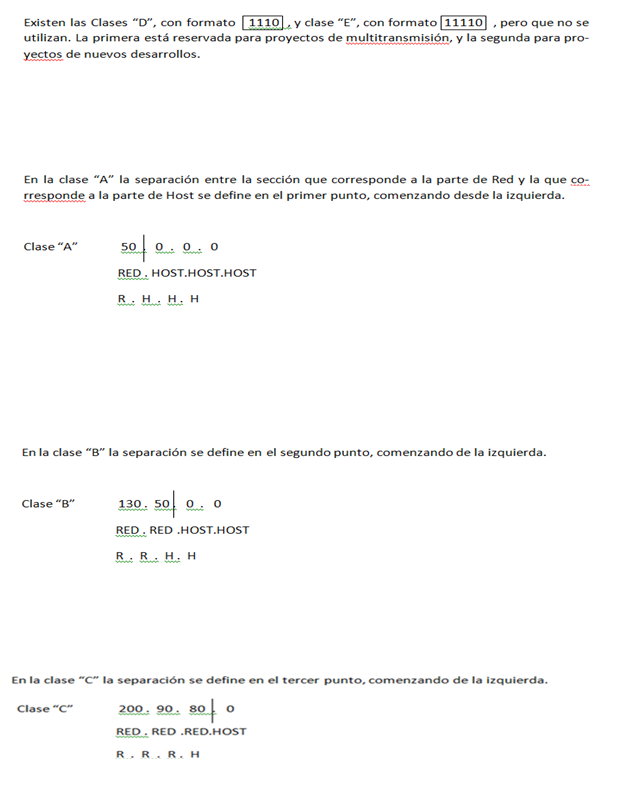 Existen las Clases “D”, con formato 1110 , y clase “E”, con formato 11110 , pero que no se
utilizan. La primera está reservada para proyectos de multitransmisión, y la segunda para pro-
yectos de nuevos desarrollos.
En la clase “A” la separación entre la sección que corresponde a la parte de Red y la que co-
rresponde a la parte de Host se define en el primer punto, comenzando desde la izquierda.
Clase “A” 50 . 0 . 0 . 0
RED . HOST.HOST.HOST
R . H . H . H
En la clase “B” la separación se define en el segundo punto, comenzando de la izquierda.
Clase “B” 130 . 50 . 0 . 0
RED . RED .HOST.HOST
R . R . H . H
En la clase “C” la separación se define en el tercer punto, comenzando de la izquierda.
Clase “C” 200 . 90 . 80 . 0
RED . RED .RED.HOST
R . R . R . H